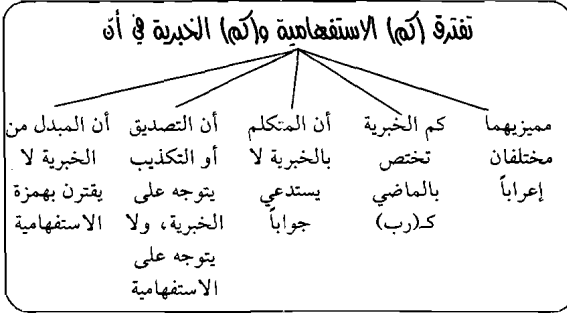 تفترق (كم) الاستفهامية و(كم) الخبرية في أن
مميزيهما
مختلفان
إعراباً
كم الخبرية
تختص
بالماضي
كـ(رب)
أن المتكلم
بالخبرية لا
يستدعي
جواباً
أن التصديق
أو التكذيب
يتوجه على
الخبرية، ولا
يتوجه على
الاستفهامية
أن المبدل من
الخبرية لا
يقترن بهمزة
الاستفهامية